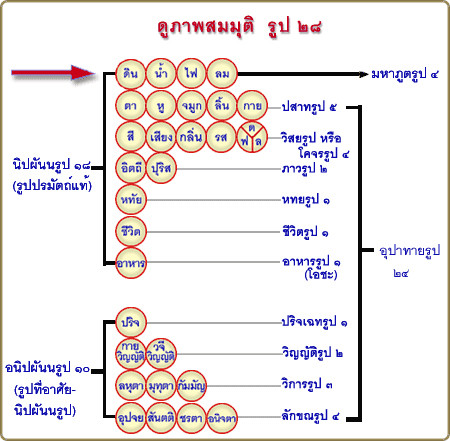 ดูภาพสมมุติ รูป ๒๘
ดิน น้ำ ไฟ ลม มหาภูตรูป ๔
ตา หู จมูก ลิ้น กาย ปสาทรูป ๕
สี เสียง กลิ่น รส ต ฟ ล วิสยรูป หรือ
โคจรรูป ๔
นิปผันนรูป ๑๘
(รูปปรมัตถ์แท้)
อิตถี ปุริส ภาวรูป ๒
หทัย หทยรูป ๑
ชีวิต ชีวิตรูป ๑
อาหาร อาหารรูป ๑
(โอชะ)
อุปาทายรูป
๒๔
ปริจ ปริจเฉทรูป ๑
กาย วิญญัติ วจี วิญญัติ วิญญัติรูป ๒
อนิปผันนรูป ๑๐
(รูปที่อาศัย-
นิปผันนรูป)
ลหุตา มุทุตา กัมมัญ วิการรูป ๓
อุปจย สันตติ ชรตา อนิจตา ลักขณรูป ๔